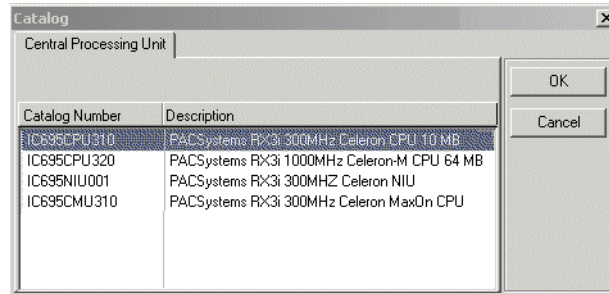 Catalog
Central Processing Unit
OK
Cancel
Catalog Number Description
IC695CPU310 PACSystems RX3i 300MHz Celeron CPU 10 MB
IC695CPU320 PACSystems RX3i 1000MHz Celeron-M CPU 64 MB
IC695NIU001 PACSystems RX3i 300MHZ Celeron NIU
IC695CMU310 PACSystems RX3i 300MHz Celeron MaxOn CPU